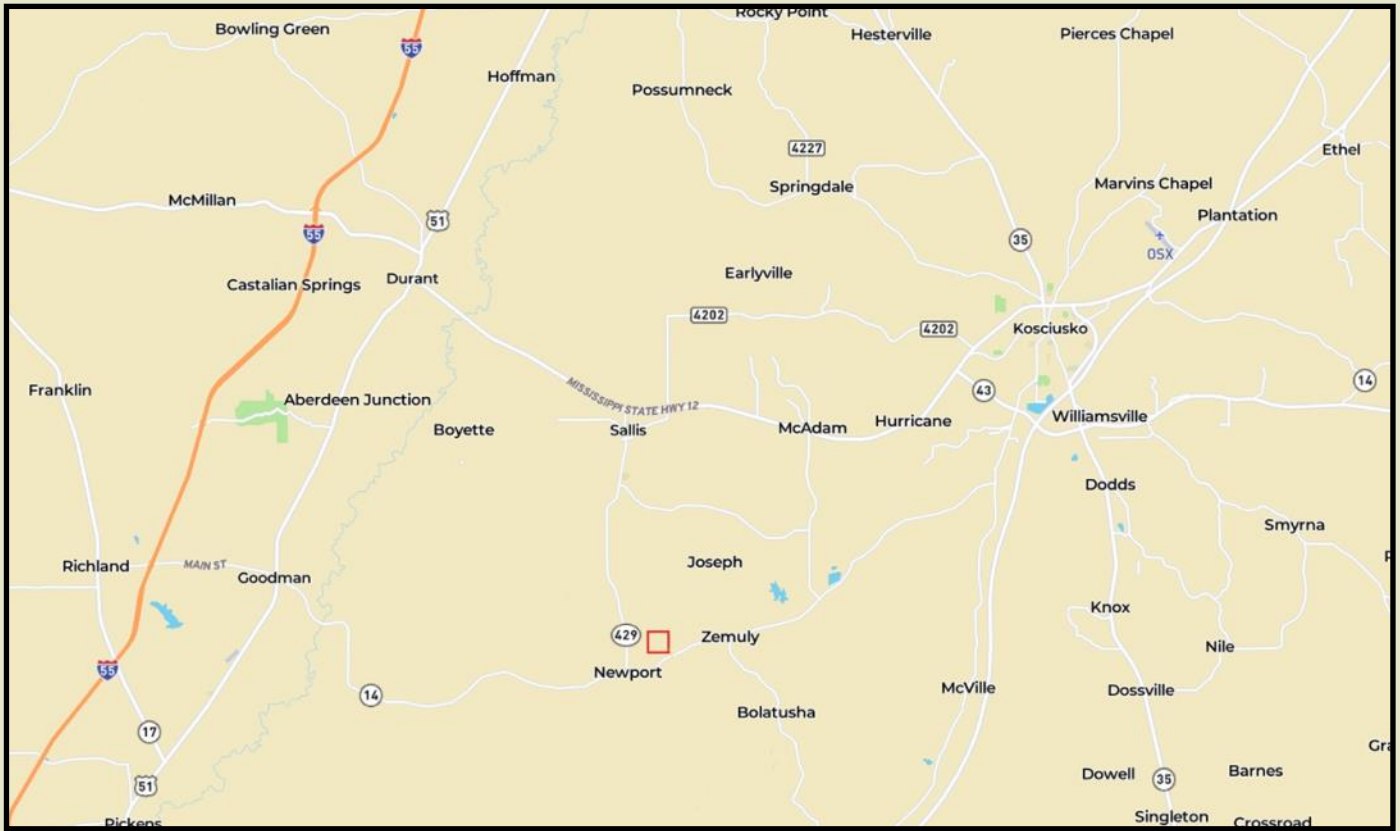 Rocky Point
Bowling Green
Hesterville
Pierces Chapel
55
Hoffman
Possumneck
4227
Ethel
Springdale
Marvins Chapel
McMillan
Plantation
51
55
35
OSX
Earlyville
Castalian Springs
Durant
4202
4202
Kosciusko
Franklin
MISSISSIPPI STATE HWY 12
43
14
Aberdeen Junction
Boyette
Sallis
McAdam
Hurricane
Williamsville
Dodds
Smyrna
Richland
MAIN ST
Goodman
Joseph
Knox
429
Zemuly
Nile
Newport
55
14
McVille
Dossville
Bolatusha
17
Gra
51
Dowell
35
Barnes
Pickens
Singleton
Crossroad